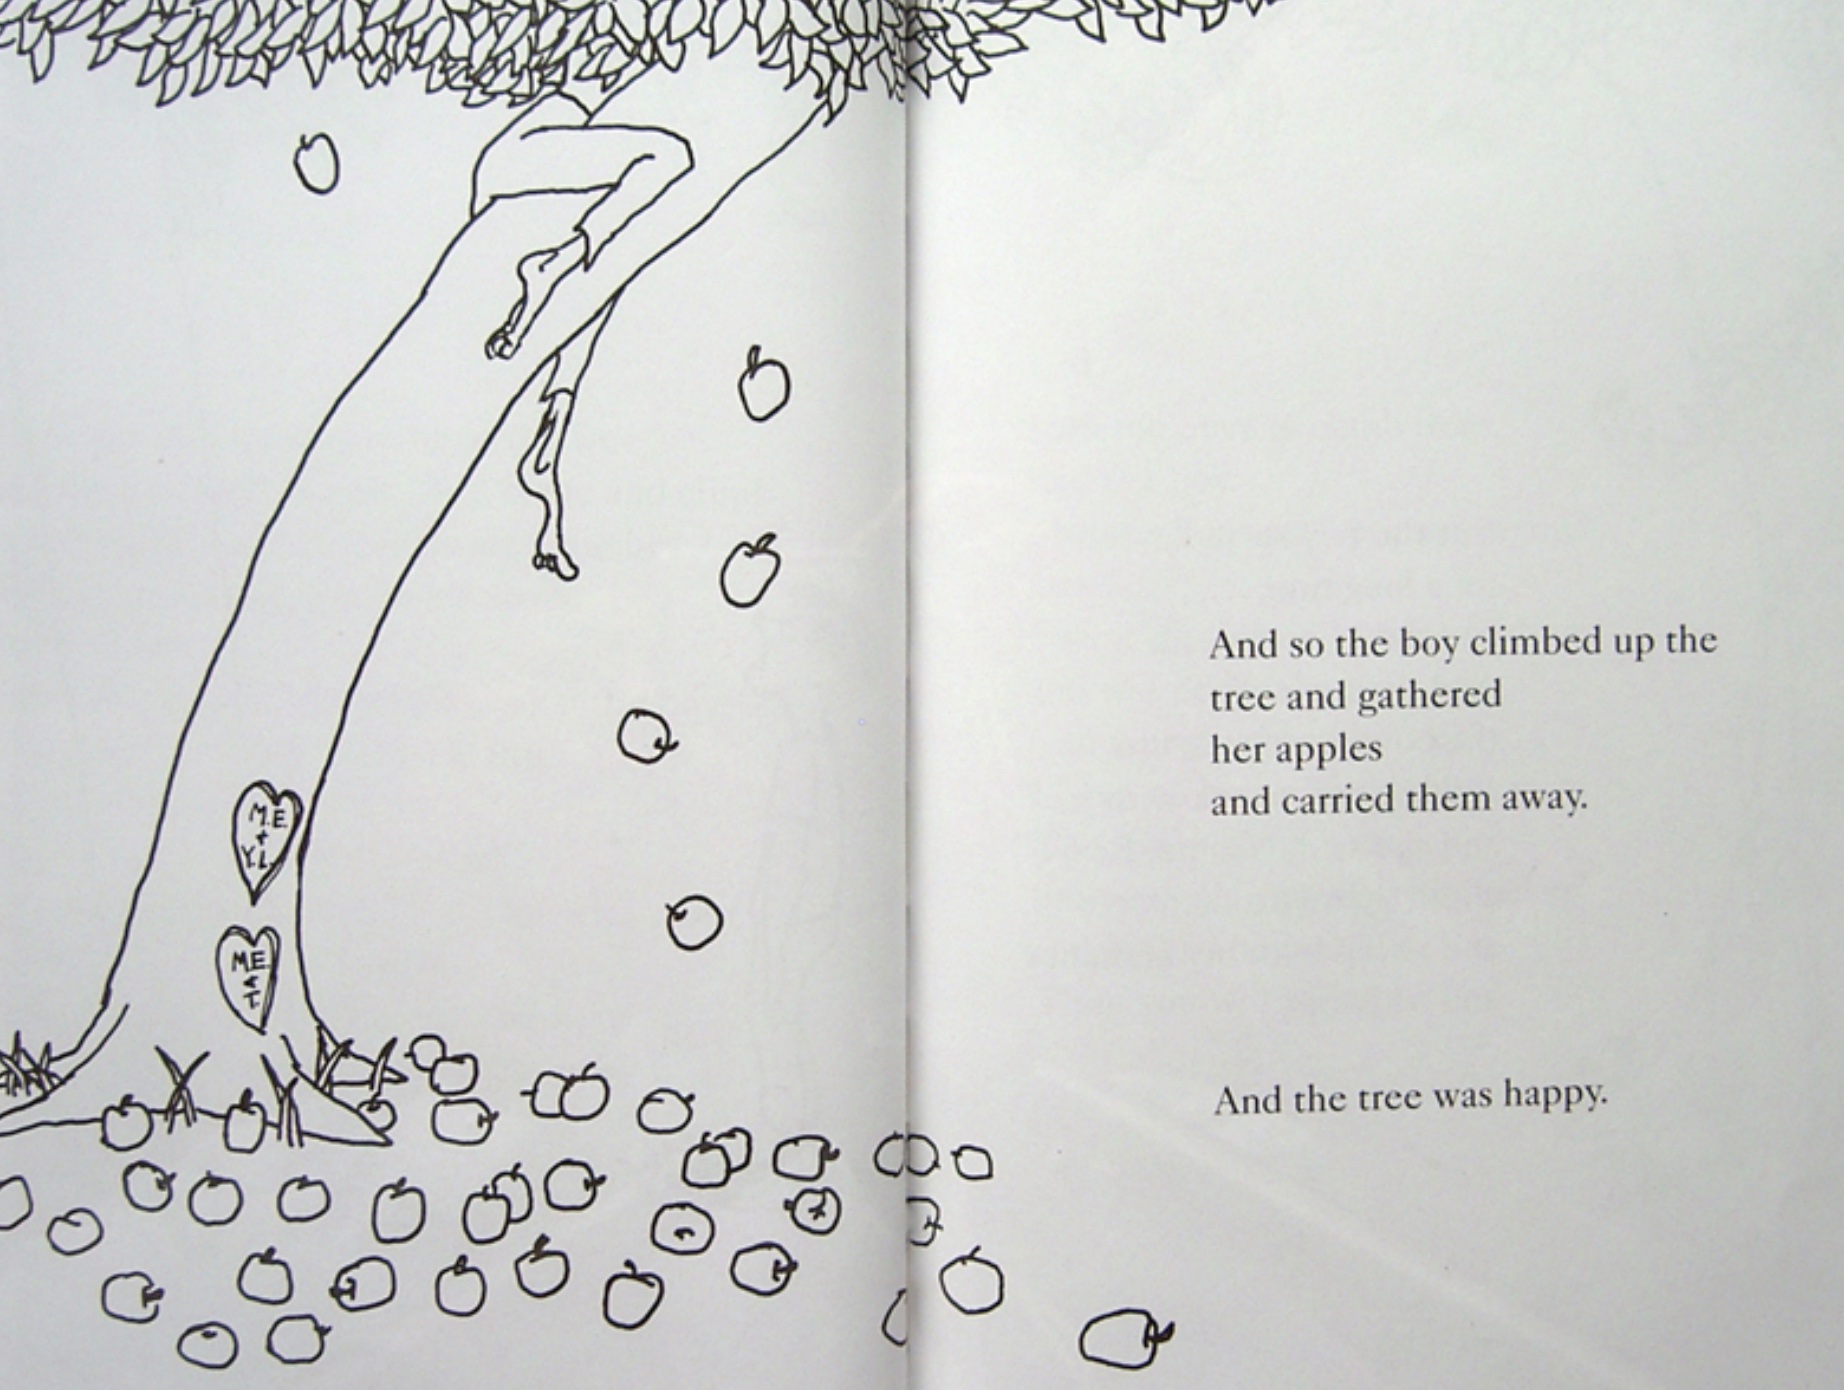 M.E.
+
Y.L.
M.E.
&
T.
And so the boy climbed up the
tree and gathered
her apples
and carried them away.
And the tree was happy.